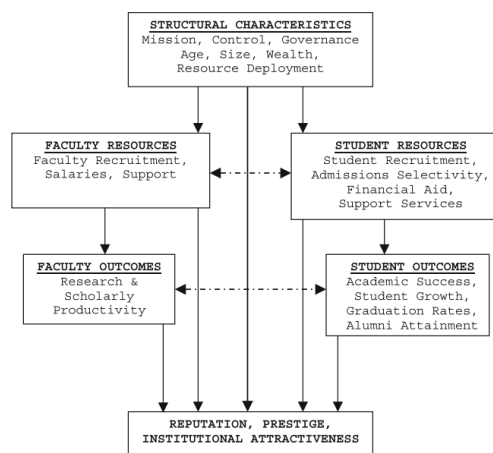 STRUCTURAL CHARACTERISTICS
Mission, Control, Governance
Age, Size, Wealth,
Resource Deployment
FACULTY RESOURCES
Faculty Recruitment,
Salaries, Support
STUDENT RESOURCES
Student Recruitment,
Admissions Selectivity,
Financial Aid,
Support Services
FACULTY OUTCOMES
Research &
Scholarly
Productivity
STUDENT OUTCOMES
Academic Success,
Student Growth,
Graduation Rates,
Alumni Attainment
REPUTATION, PRESTIGE,
INSTITUTIONAL ATTRACTIVENESS